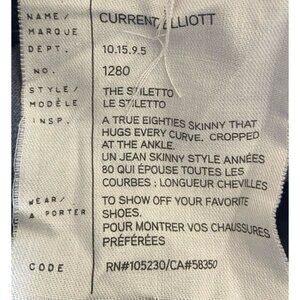 NAME/ CURRENT/ELLIOTT
MARQUE
DEPT. 10.15.9.5
NO. 1280
STYLE/ THE STILETTO
MODÈLE LE STILETTO
INSP. A TRUE EIGHTIES SKINNY THAT
HUGS EVERY CURVE. CROPPED
AT THE ANKLE.
UN JEAN SKINNY STYLE ANNÉES
80 QUI ÉPOUSE TOUTES LES
COURBES ; LONGUEUR CHEVILLES
WEAR/ TO SHOW OFF YOUR FAVORITE
À PORTER SHOES.
POUR MONTRER VOS CHAUSSURES
PRÉFÉRÉES
CODE RN#105230/CA#58350